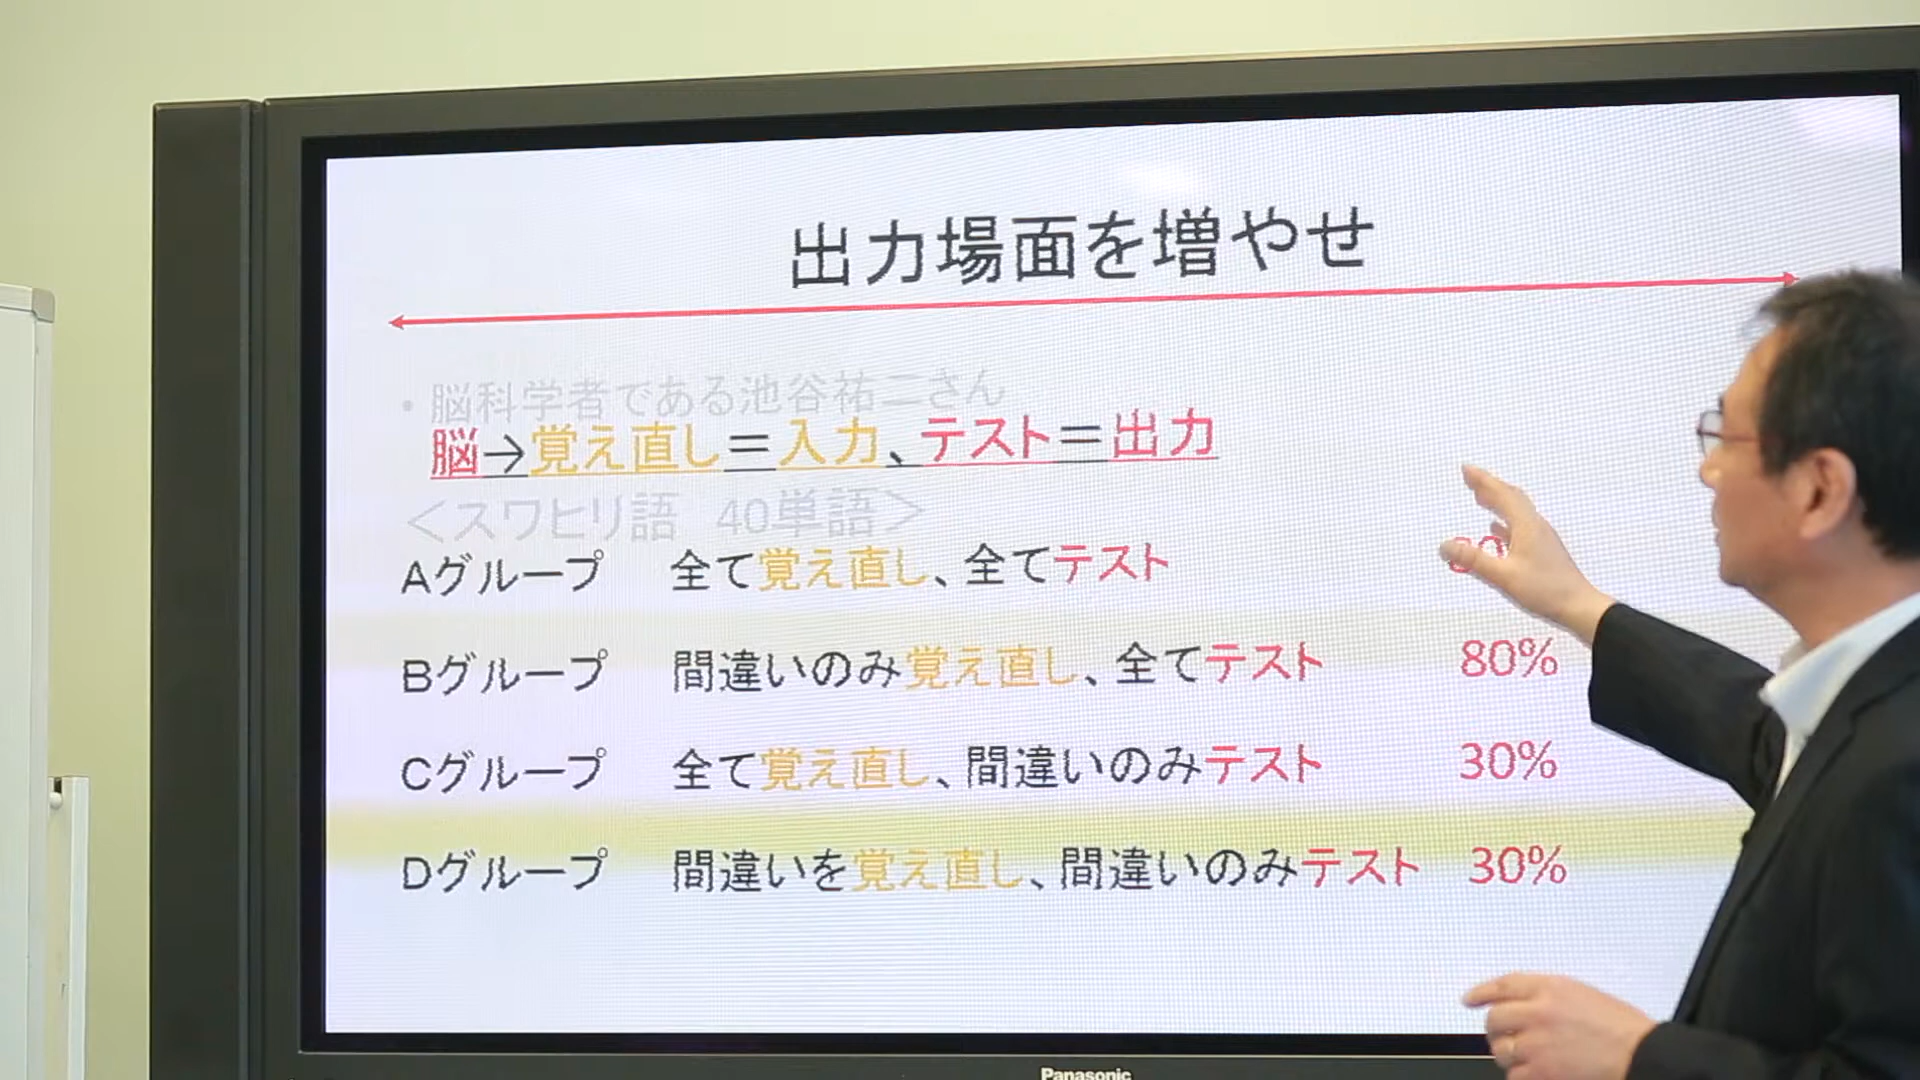 出力場面を増やせ
・脳科学者である池谷祐二さん
脳→覚え直し＝入力、テスト＝出力
＜スワヒリ語 40単語＞
Aグループ 全て覚え直し、全てテスト
Bグループ 間違いのみ覚え直し、全てテスト 80%
Cグループ 全て覚え直し、間違いのみテスト 30%
Dグループ 間違いを覚え直し、間違いのみテスト 30%
Panasonic